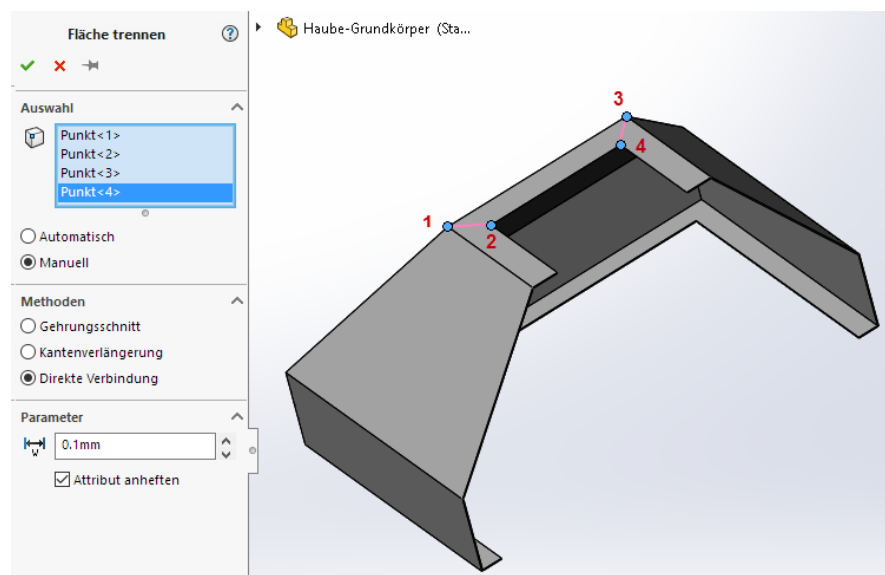 Fläche trennen
Haube-Grundkörper (Sta...
Auswahl
Punkt<1>
Punkt<2>
Punkt<3>
Punkt<4>
Automatisch
Manuell
Methoden
Gehrungsschnitt
Kantenverlängerung
Direkte Verbindung
Parameter
W
0.1mm
Attribut anheften
3
4
1
2